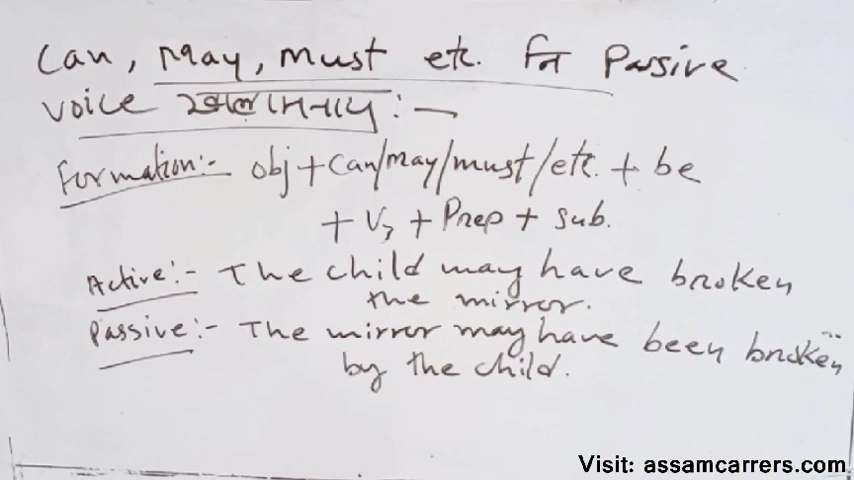 Can, May, must etc. for Passive
voice :—
Formation:- obj + Can/may/must/etc. + be
+ V3 + Prep + sub.
Active:- The child may have broken
the mirror.
Passive:- The mirror may have been broken
by the child.
Visit: assamcarrers.com